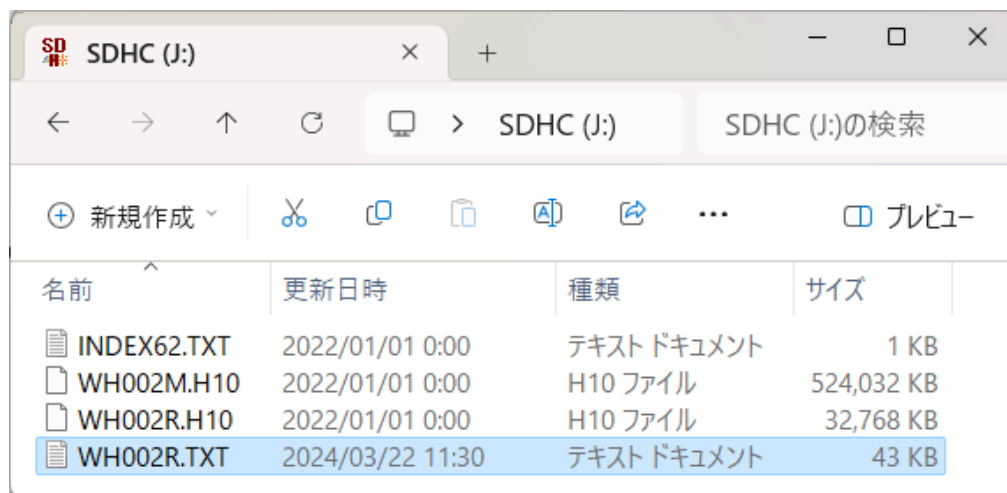 SD SDHC (J:)
SDHC (J:) SDHC (J:)の検索
新規作成 プレビュー
名前 更新日時 種類 サイズ
INDEX62.TXT 2022/01/01 0:00 テキスト ドキュメント 1 KB
WH002M.H10 2022/01/01 0:00 H10 ファイル 524,032 KB
WH002R.H10 2022/01/01 0:00 H10 ファイル 32,768 KB
WH002R.TXT 2024/03/22 11:30 テキスト ドキュメント 43 KB